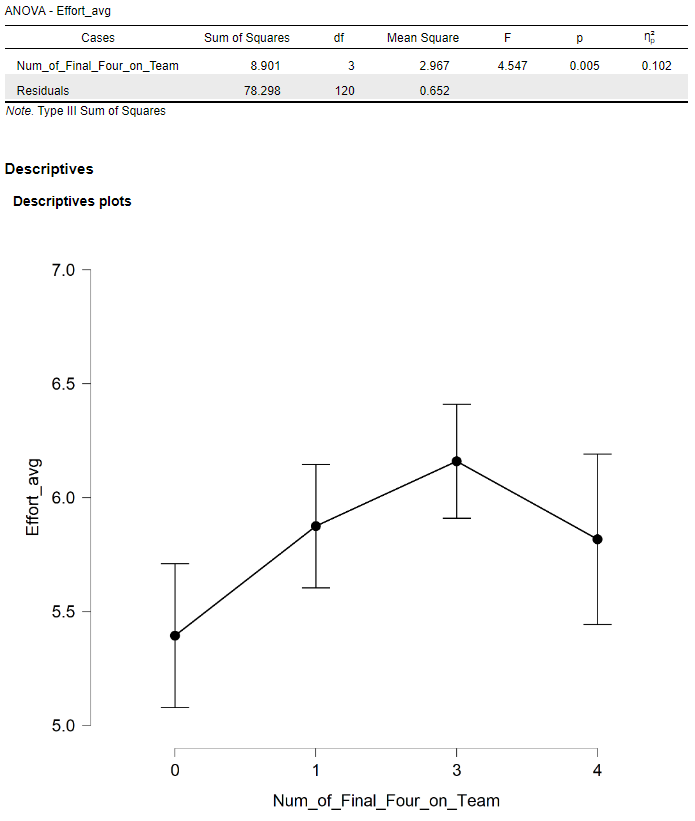 ANOVA - Effort_avg
Cases Sum of Squares df Mean Square F p η²p
Num_of_Final_Four_on_Team 8.901 3 2.967 4.547 0.005 0.102
Residuals 78.298 120 0.652
Note. Type III Sum of Squares
Descriptives
Descriptives plots
7.0
6.5
6.0
5.5
5.0
Effort_avg
0 1 3 4
Num_of_Final_Four_on_Team